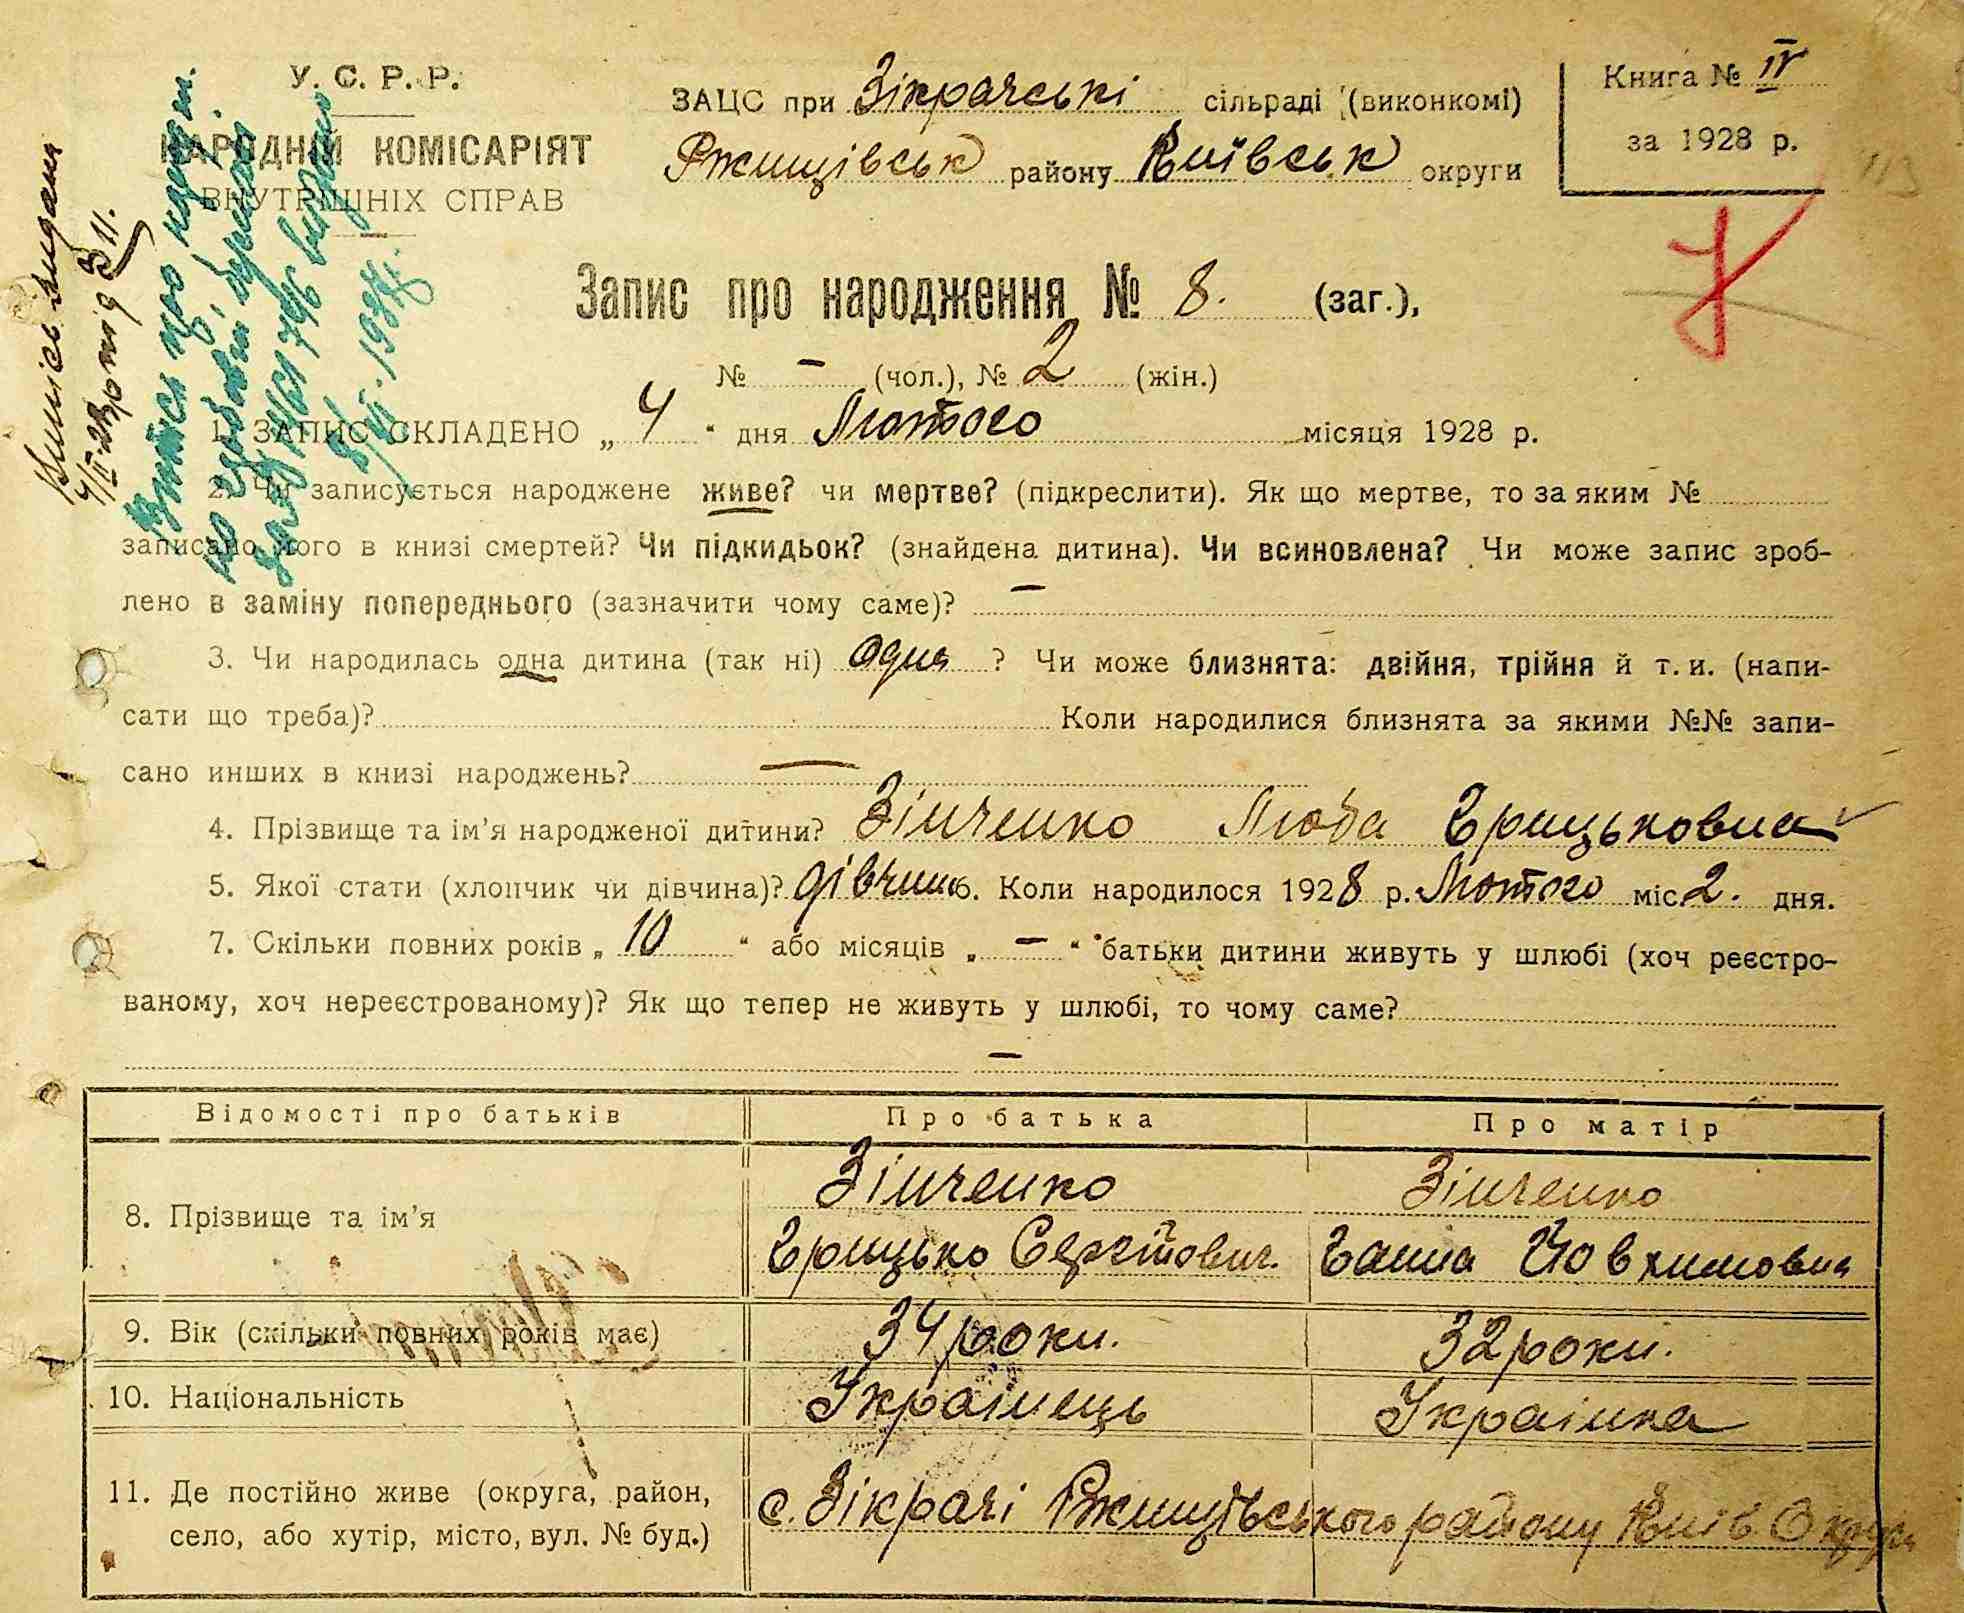 У. С. Р. Р.
НАРОДНІЙ КОМІСАРІЯТ
ВНУТРІШНІХ СПРАВ
ЗАЦС при Зікрачські сільраді (виконкомі)
Ржищівськ району Київськ округи
Книга № IV
за 1928 р.
Випись видана
4/II-28р
Запис про народження № 8. (заг.),
№ – (чол.), № 2 (жін.)
1. ЗАПИС СКЛАДЕНО „ 4 “ дня Лютого місяця 1928 р.
2. Чи записується народжене живе? чи мертве? (підкреслити). Як що мертве, то за яким №
записано його в книзі смертей? Чи підкидьок? (знайдена дитина). Чи всиновлена? Чи може запис зроб-
лено в заміну попереднього (зазначити чому саме)? –
3. Чи народилась одна дитина (так ні) одна ? Чи може близнята: двійня, трійня й т. и. (напи-
сати що треба)? Коли народилися близнята за якими №№ запи-
сано инших в книзі народжень? —
4. Прізвище та ім’я народженої дитини? Зінченко Люба Грицьковна
5. Якої стати (хлопчик чи дівчина)? дівчина 6. Коли народилося 1928 р. Лютого міс. 2. дня.
7. Скільки повних років „ 10 “ або місяців „ – “ батьки дитини живуть у шлюбі (хоч реєстро-
ваному, хоч нереєстрованому)? Як що тепер не живуть у шлюбі, то чому саме?
–
Відомості про батьків Про батька Про матір
8. Прізвище та ім’я
Зінченко Зінченко
Грицько Сергійович. Ганна Йовхимовна
9. Вік (скільки повних років має) 34 роки. 32 роки.
10. Національність Українець Українка
11. Де постійно живе (округа, район,
село, або хутір, місто, вул. № буд.)
с. Зікрачі Ржищівського району Київ. Округи